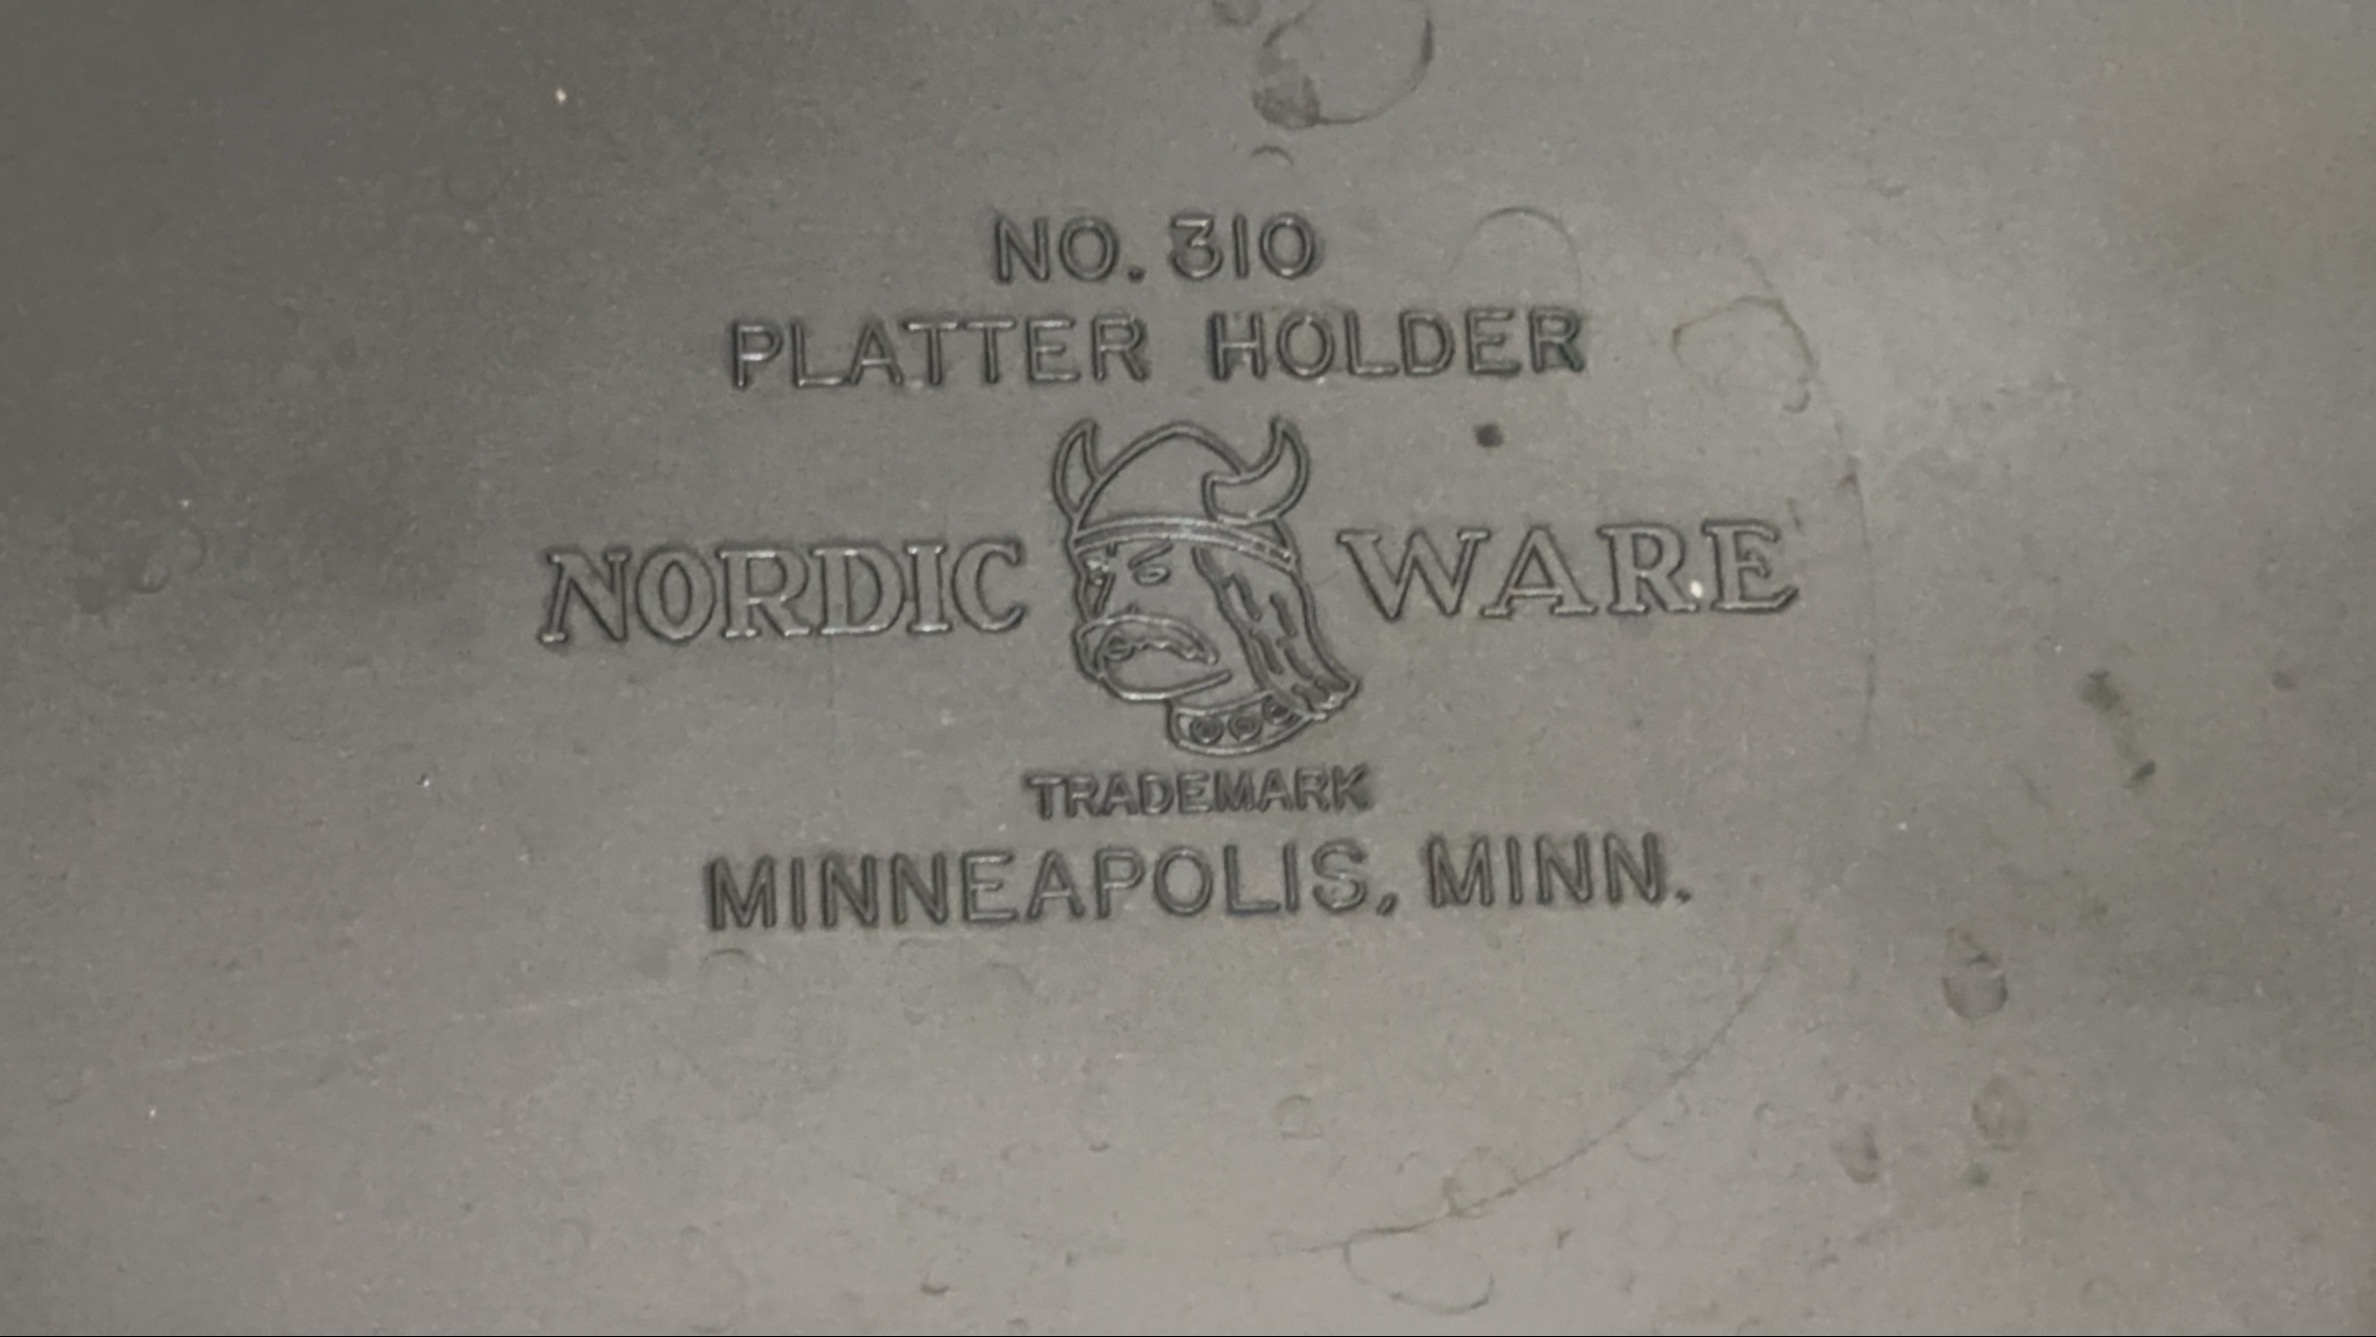 NO. 310
PLATTER HOLDER
NORDIC WARE
TRADEMARK
MINNEAPOLIS, MINN.